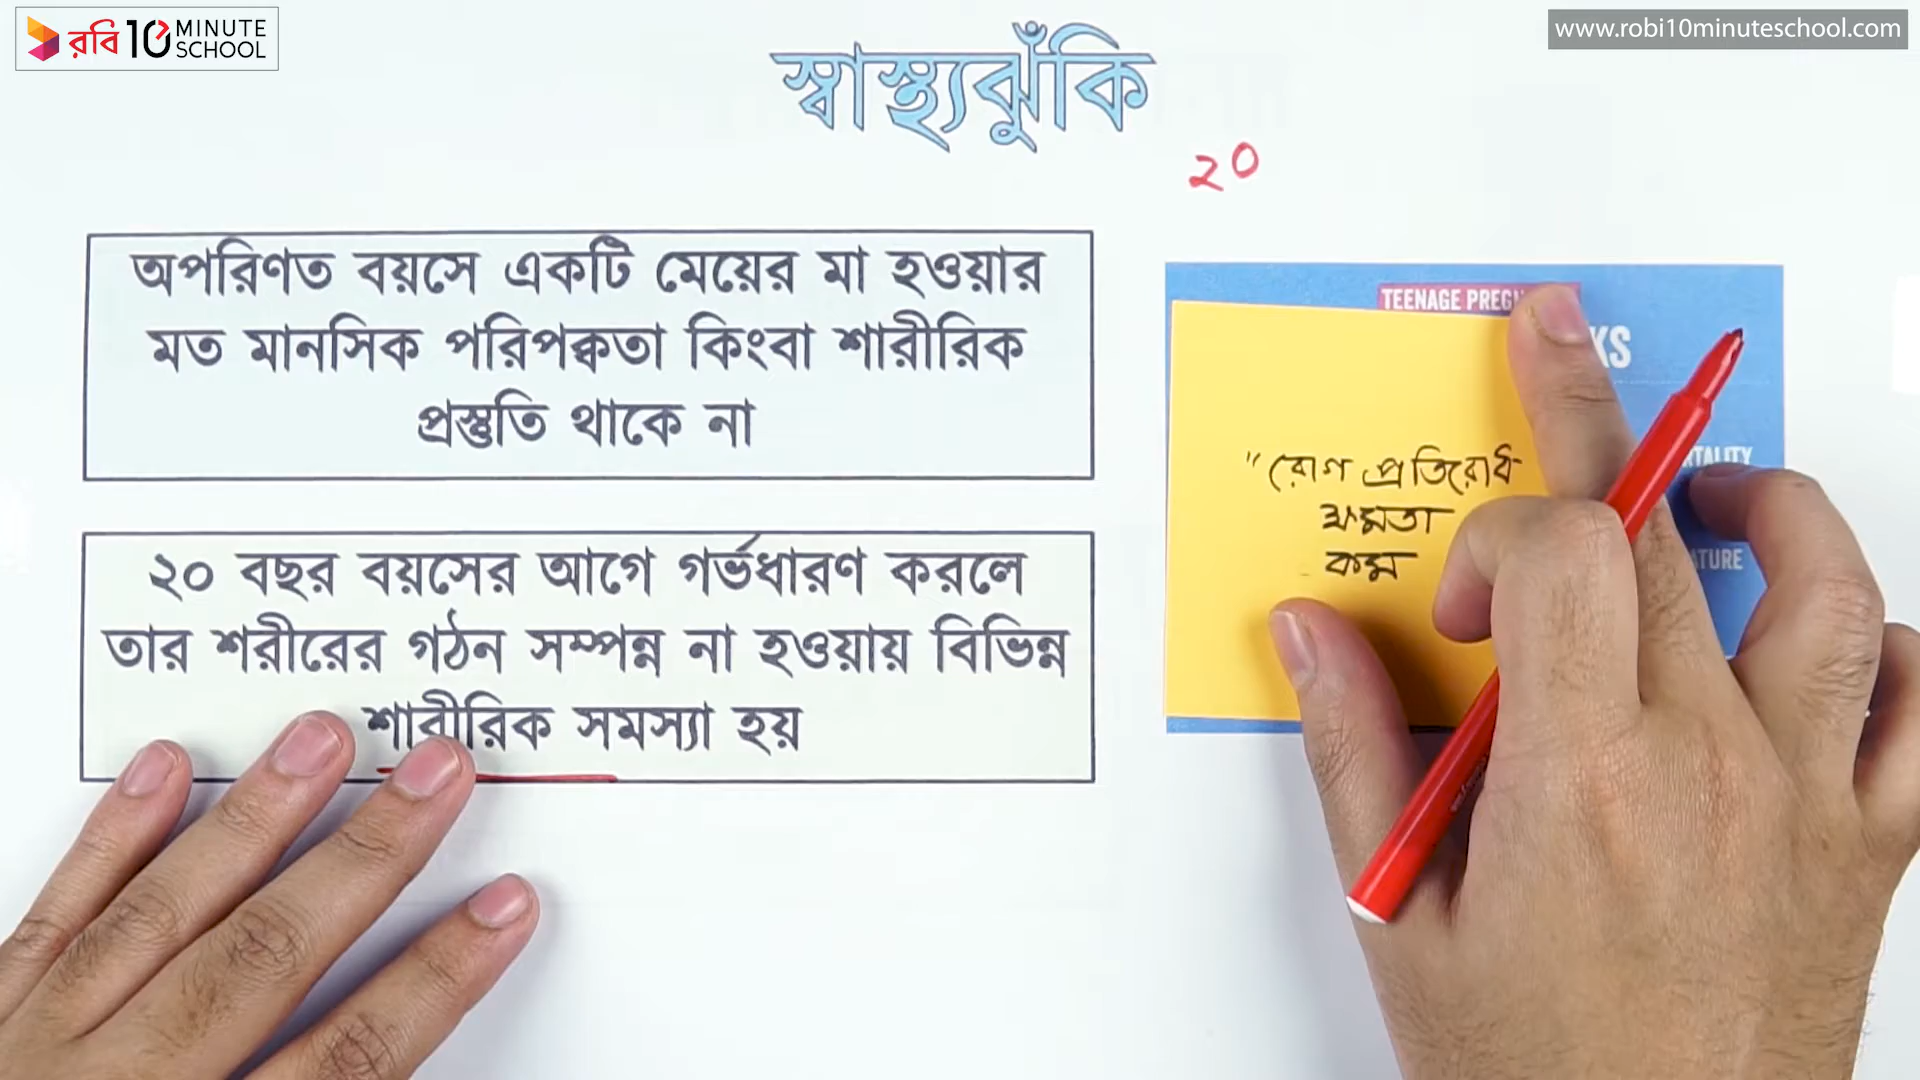 রবি 10 MINUTE SCHOOL
www.robi10minuteschool.com
স্বাস্থ্যঝুঁকি
২০
অপরিণত বয়সে একটি মেয়ের মা হওয়ার
মত মানসিক পরিপক্বতা কিংবা শারীরিক
প্রস্তুতি থাকে না
২০ বছর বয়সের আগে গর্ভধারণ করলে
তার শরীরের গঠন সম্পন্ন না হওয়ায় বিভিন্ন
শারীরিক সমস্যা হয়
TEENAGE
"রোগ প্রতিরোধ
ক্ষমতা
কম